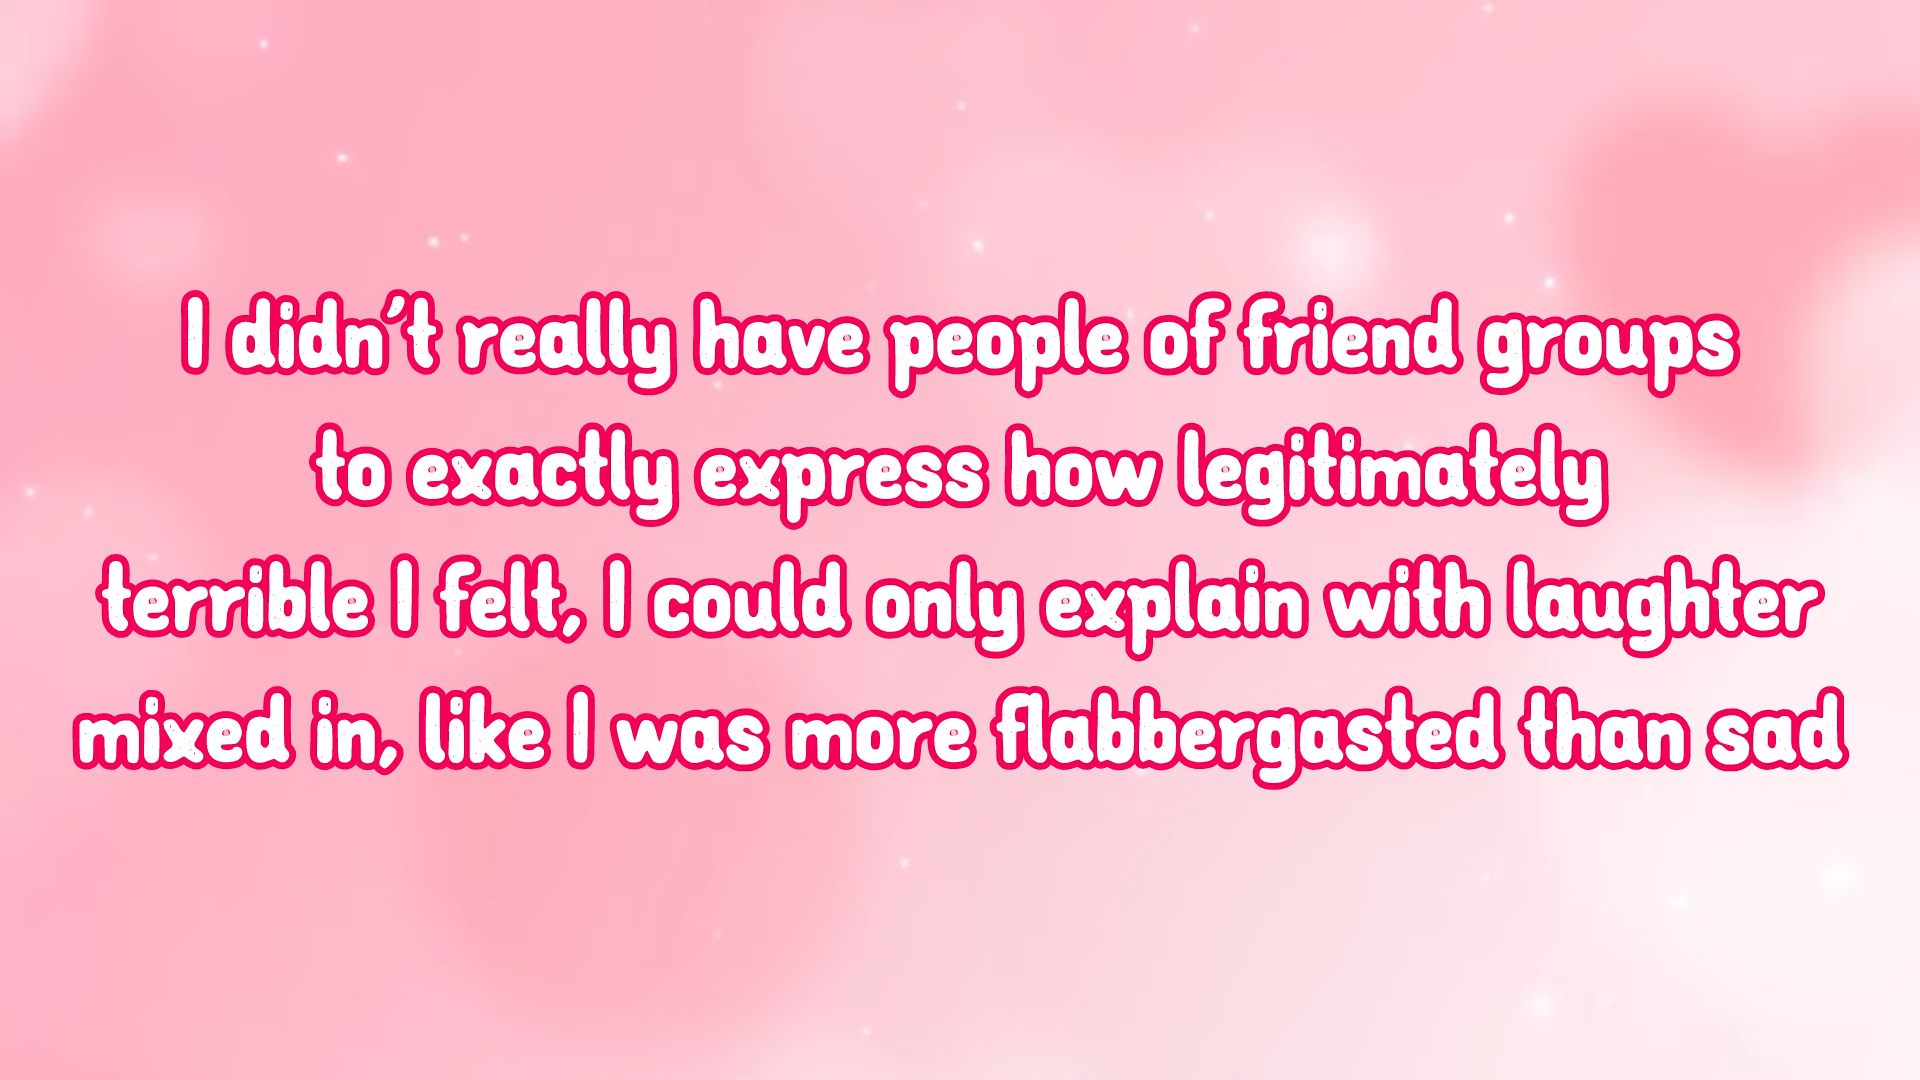 I didn't really have people of friend groups
to exactly express how legitimately
terrible I felt, I could only explain with laughter
mixed in, like I was more flabbergasted than sad